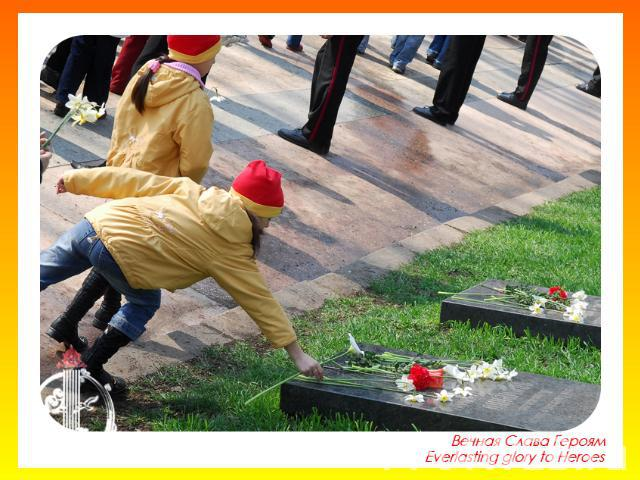 Вечная Слава Героям
Everlasting glory to Heroes